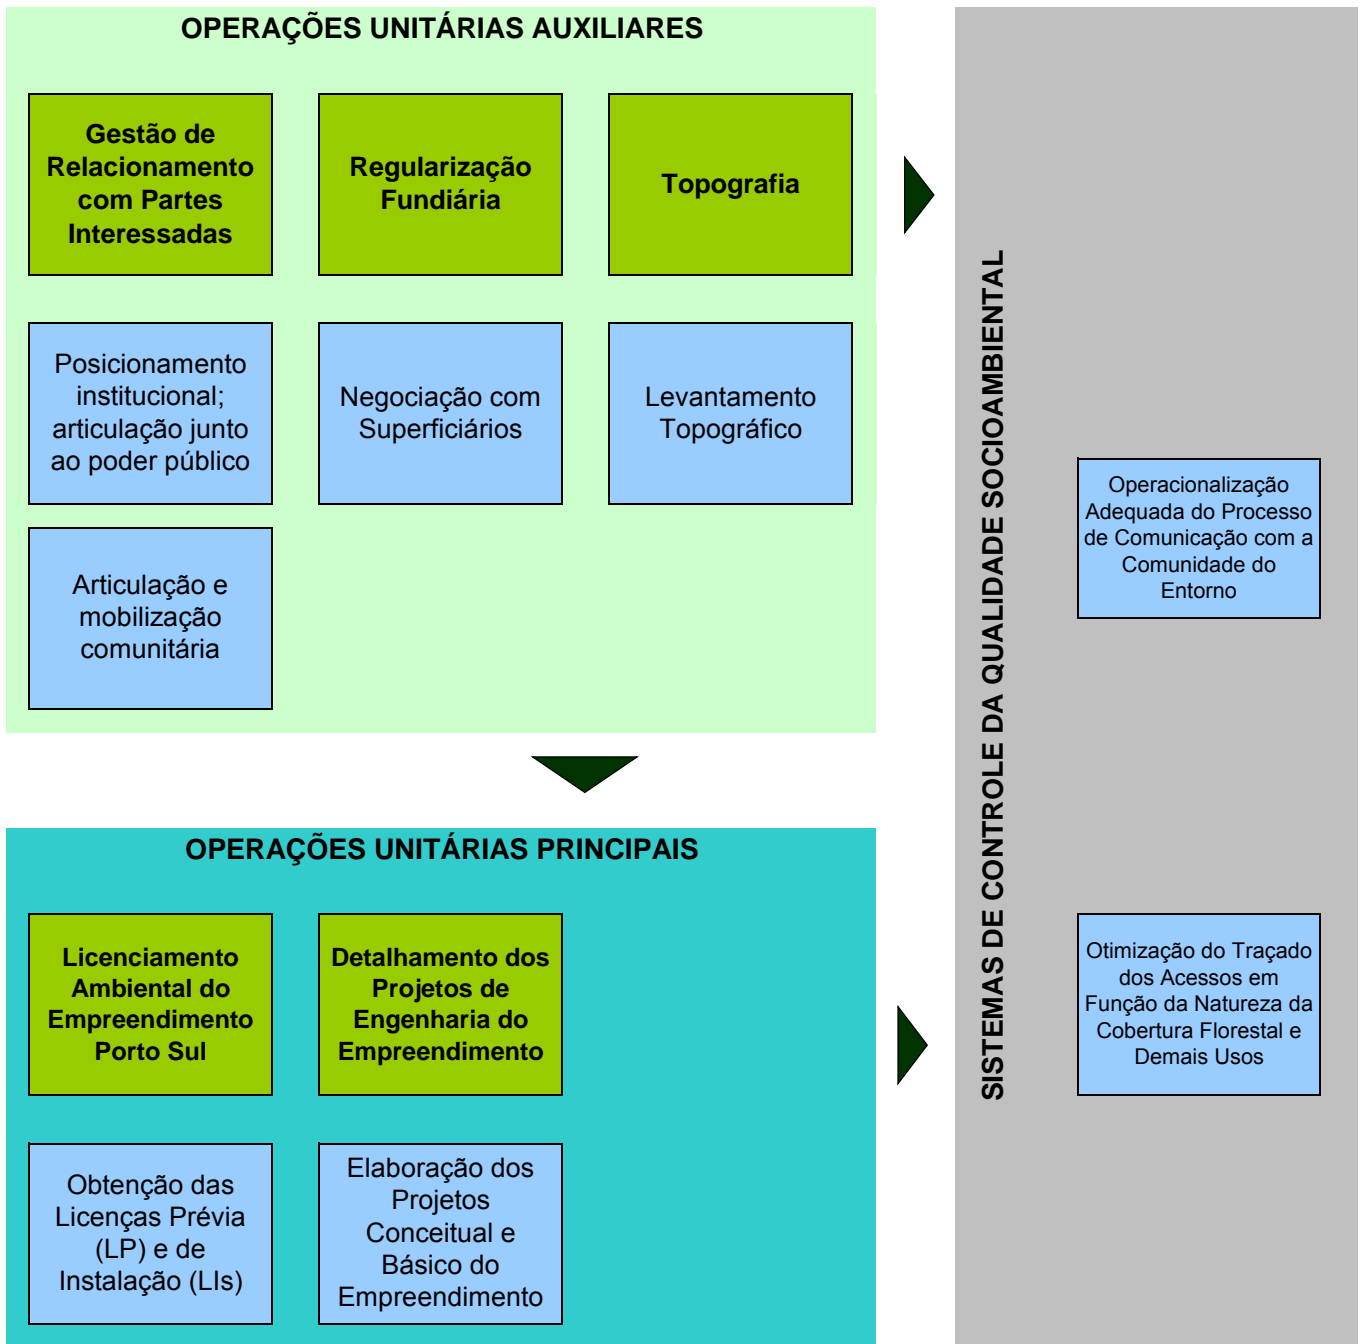 OPERAÇÕES UNITÁRIAS AUXILIARES
Gestão de
Relacionamento
com Partes
Interessadas
Regularização
Fundiária
Topografia
Posicionamento
institucional;
articulação junto
ao poder público
Negociação com
Superficiários
Levantamento
Topográfico
Articulação e
mobilização
comunitária
OPERAÇÕES UNITÁRIAS PRINCIPAIS
Licenciamento
Ambiental do
Empreendimento
Porto Sul
Detalhamento dos
Projetos de
Engenharia do
Empreendimento
Obtenção das
Licenças Prévia
(LP) e de
Instalação (LIs)
Elaboração dos
Projetos
Conceitual e
Básico do
Empreendimento
SISTEMAS DE CONTROLE DA QUALIDADE SOCIOAMBIENTAL
Operacionalização
Adequada do Processo
de Comunicação com a
Comunidade do
Entorno
Otimização do Traçado
dos Acessos em
Função da Natureza da
Cobertura Florestal e
Demais Usos